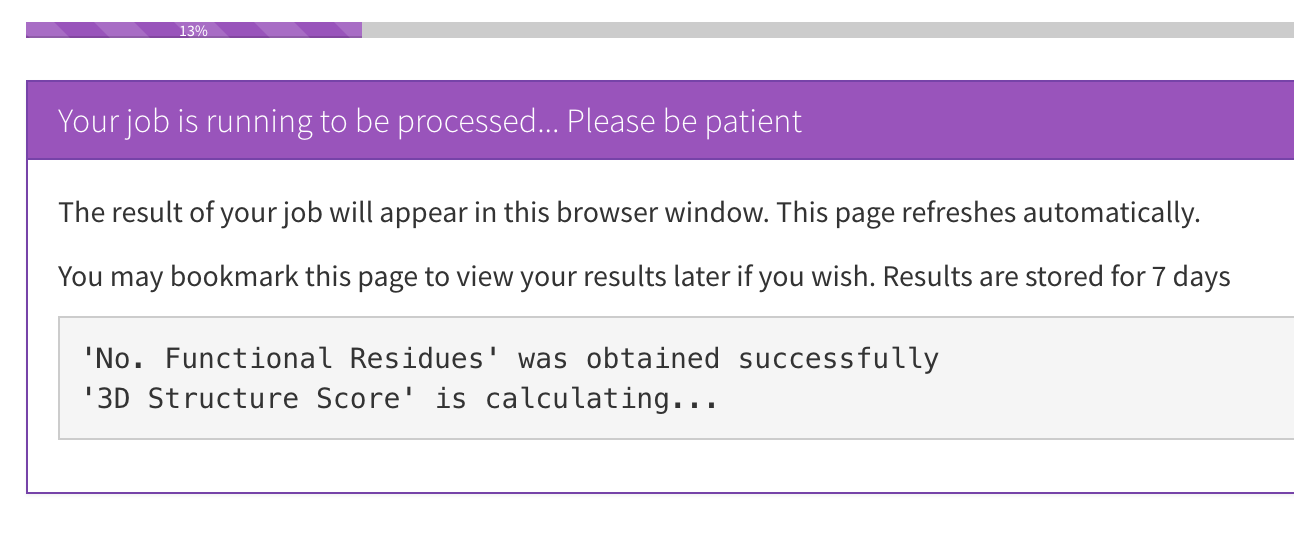 13%
Your job is running to be processed... Please be patient
The result of your job will appear in this browser window. This page refreshes automatically.
You may bookmark this page to view your results later if you wish. Results are stored for 7 days
'No. Functional Residues' was obtained successfully
'3D Structure Score' is calculating...